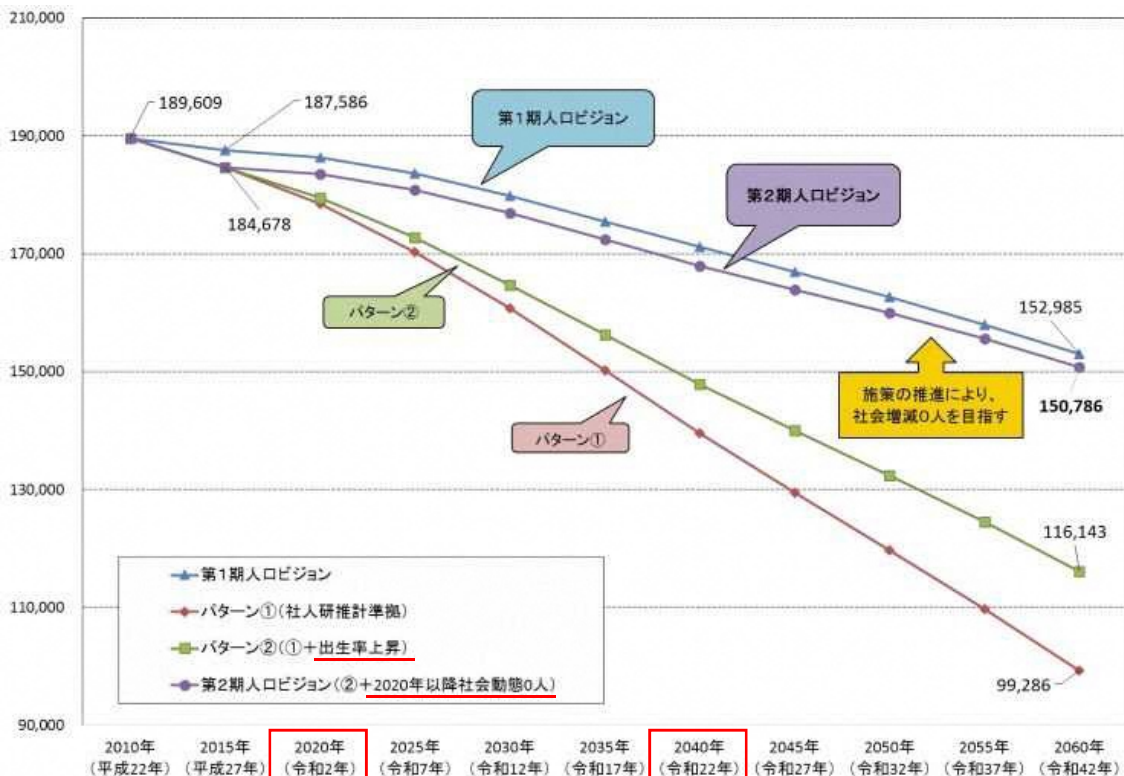 210,000
190,000
170,000
150,000
130,000
110,000
90,000
189,609
187,586
184,678
第1期人口ビジョン
第2期人口ビジョン
パターン②
パターン①
152,985
150,786
施策の推進により、
社会増減0人を目指す
116,143
99,286
第1期人口ビジョン
パターン①(社人研推計準拠)
パターン②(①+出生率上昇)
第2期人口ビジョン(②+2020年以降社会動態0人)
2010年
(平成22年)
2015年
(平成27年)
2020年
(令和2年)
2025年
(令和7年)
2030年
(令和12年)
2035年
(令和17年)
2040年
(令和22年)
2045年
(令和27年)
2050年
(令和32年)
2055年
(令和37年)
2060年
(令和42年)